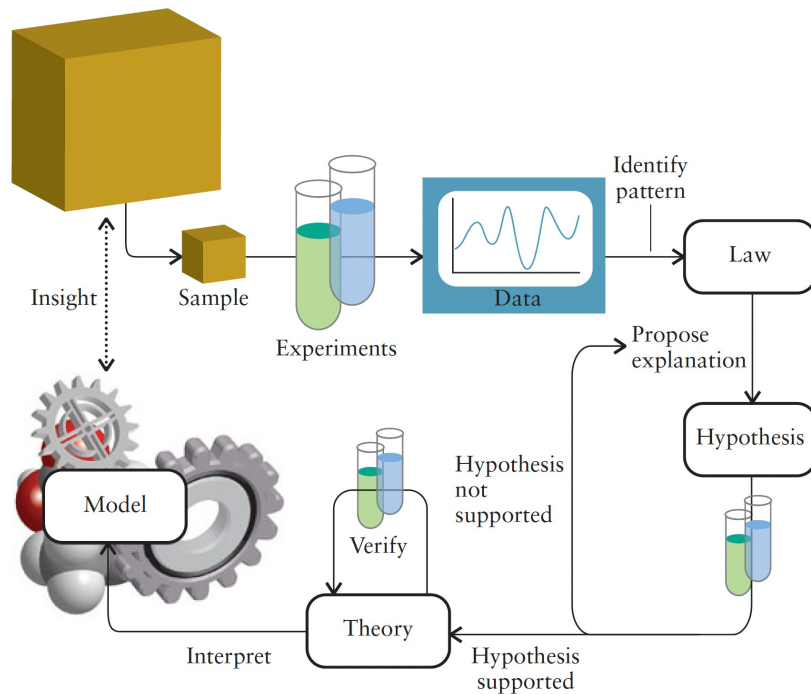 Identify
pattern
Law
Insight
Sample
Data
Experiments
Propose
explanation
Hypothesis
Hypothesis
not
supported
Model
Verify
Theory
Interpret
Hypothesis
supported